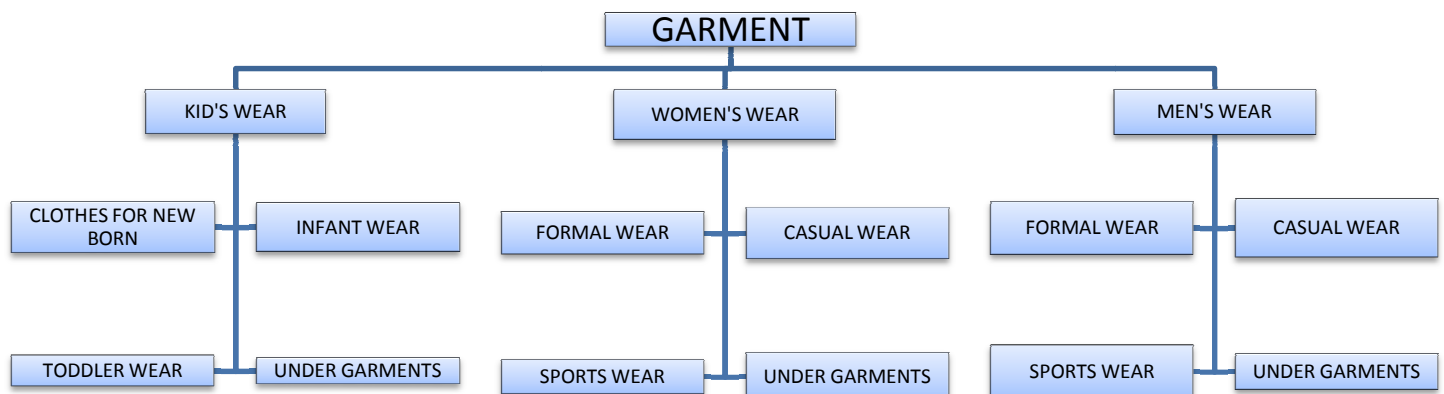 GARMENT
KID'S WEAR
WOMEN'S WEAR
MEN'S WEAR
CLOTHES FOR NEW
BORN
INFANT WEAR
FORMAL WEAR
CASUAL WEAR
FORMAL WEAR
CASUAL WEAR
TODDLER WEAR
UNDER GARMENTS
SPORTS WEAR
UNDER GARMENTS
SPORTS WEAR
UNDER GARMENTS